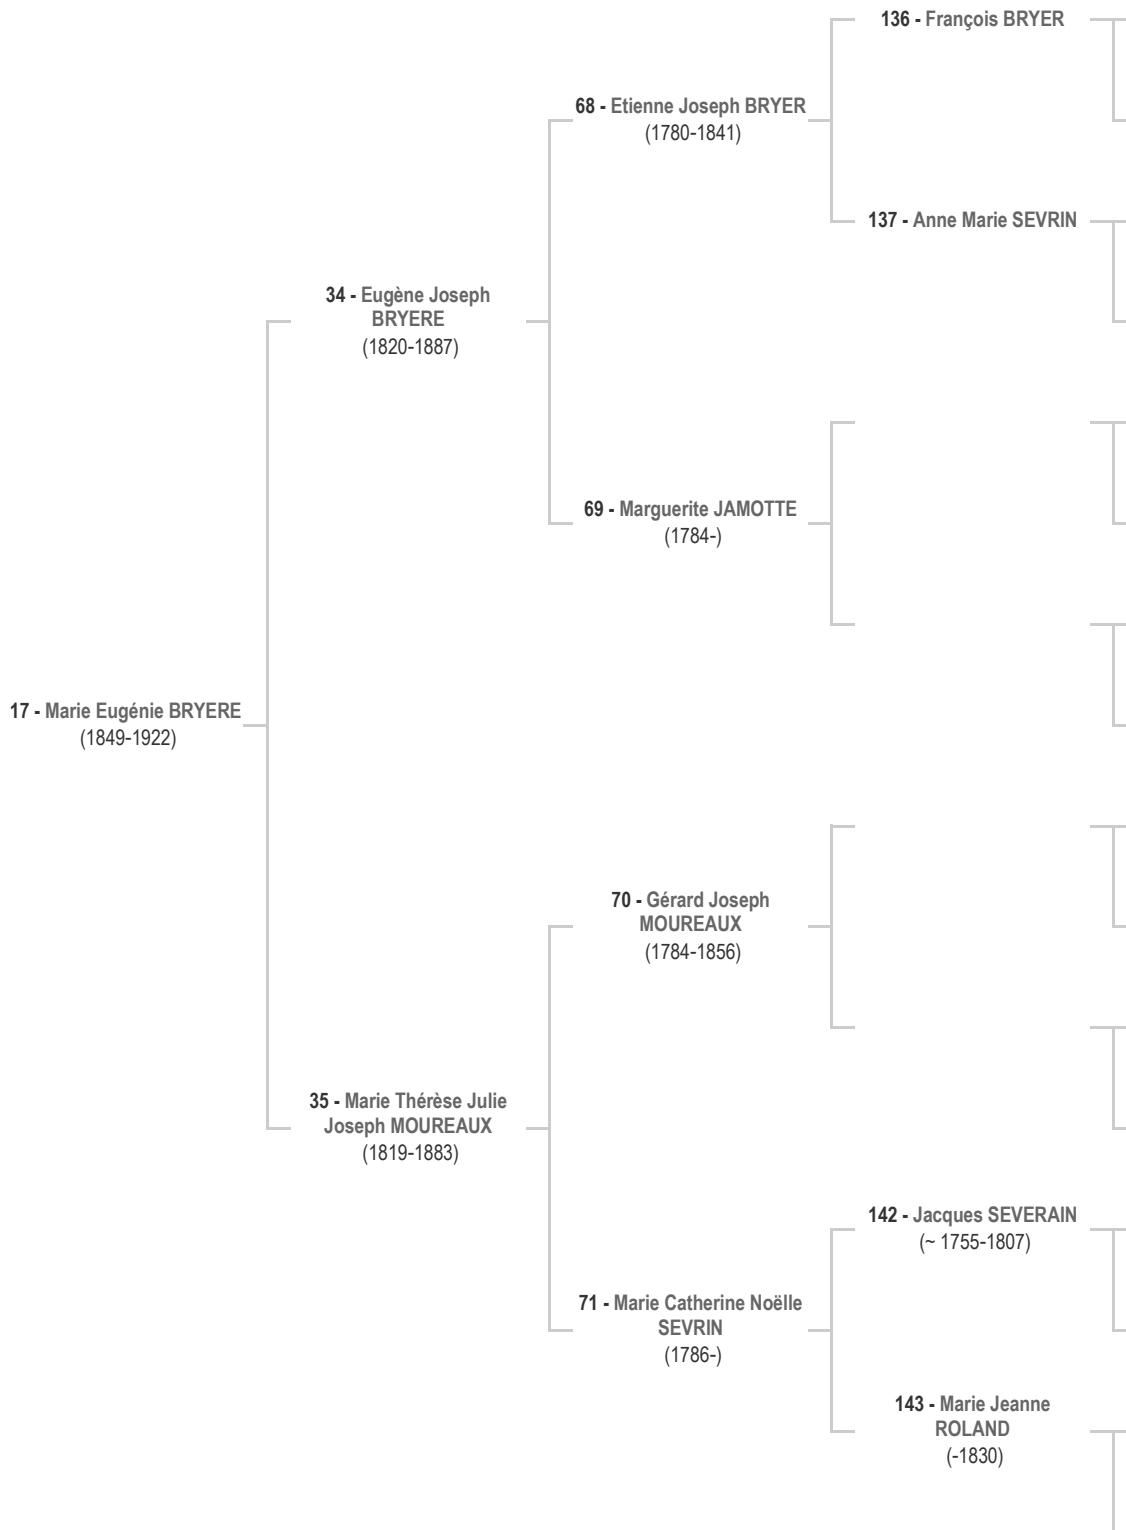 136 - François BRYER
68 - Etienne Joseph BRYER
(1780-1841)
137 - Anne Marie SEVRIN
34 - Eugène Joseph
BRYERE
(1820-1887)
69 - Marguerite JAMOTTE
(1784-)
17 - Marie Eugénie BRYERE
(1849-1922)
70 - Gérard Joseph
MOUREAUX
(1784-1856)
35 - Marie Thérèse Julie
Joseph MOUREAUX
(1819-1883)
142 - Jacques SEVERAIN
(~ 1755-1807)
71 - Marie Catherine Noëlle
SEVRIN
(1786-)
143 - Marie Jeanne
ROLAND
(-1830)